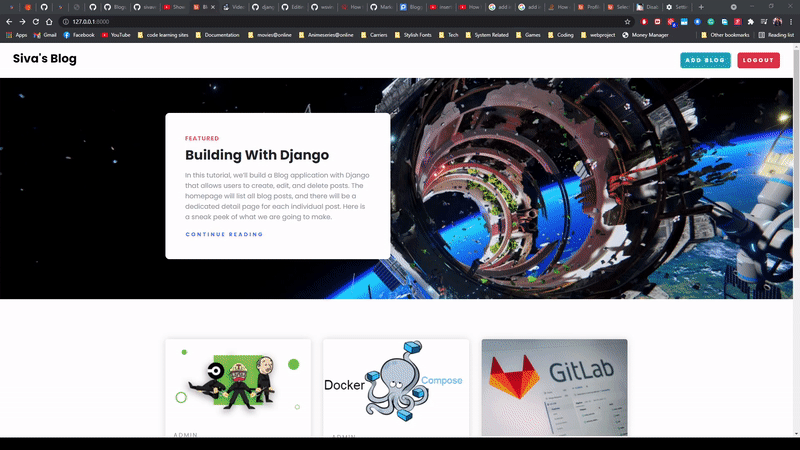 127.0.0.1:8000
Apps
Gmail
Facebook
YouTube
code learning sites
Documentation
movies@online
Animeseries@online
Carriers
Stylish Fonts
Tech
System Related
Games
Coding
webproject
Money Manager
Other bookmarks
Reading list
Siva's Blog
ADD BLOG
LOGOUT
FEATURED
Building With Django
In this tutorial, we'll build a Blog application with Django
that allows users to create, edit, and delete posts. The
homepage will list all blog posts, and there will be a
dedicated detail page for each individual post. Here is
a sneak peek of what we are going to make.
CONTINUE READING
Docker
Compose
GitLab
ADMIN
ADMIN